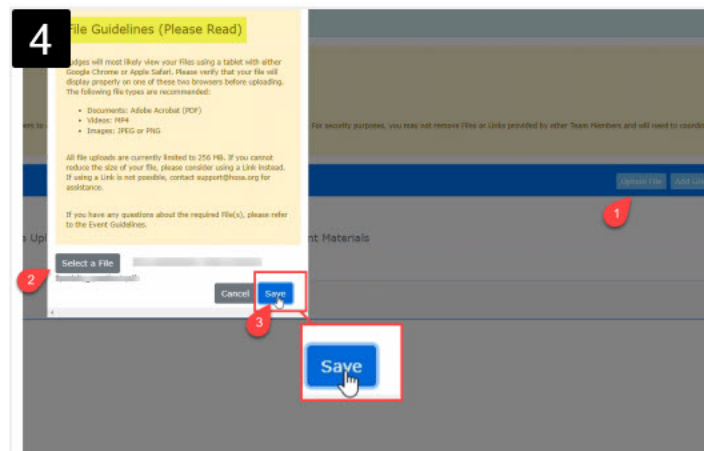 4
File Guidelines (Please Read)
Judges will most likely view your Files using a tablet with either
Google Chrome or Apple Safari. Please verify that your file will
display properly on one of these two browsers before uploading.
The following file types are recommended:
• Documents: Adobe Acrobat (PDF)
• Videos: MP4
• Images: JPEG or PNG
For security purposes, you may not remove Files or Links provided by other Team Members and will need to
All file uploads are currently limited to 256 MB. If you cannot
reduce the size of your file, please consider using a Link instead.
If using a Link is not possible, contact support@hosa.org for
assistance.
Upload File
1
If you have any questions about the required File(s), please refer
to the Event Guidelines.
nt Materials
Select a File
2
Cancel
Save
3
Save